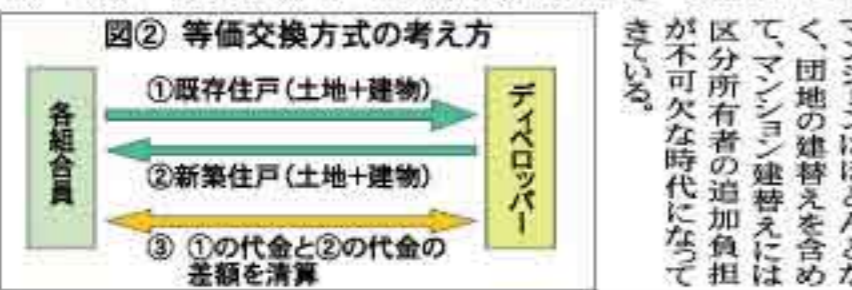 図② 等価交換方式の考え方
各組合員
①既存住戸(土地+建物)
②新築住戸(土地+建物)
③ ①の代金と②の代金の
差額を清算
ディベロッパー
く、団地の建替えを含め
て、マンション建替えには
区分所有者の追加負担
が不可欠な時代になって
きている。